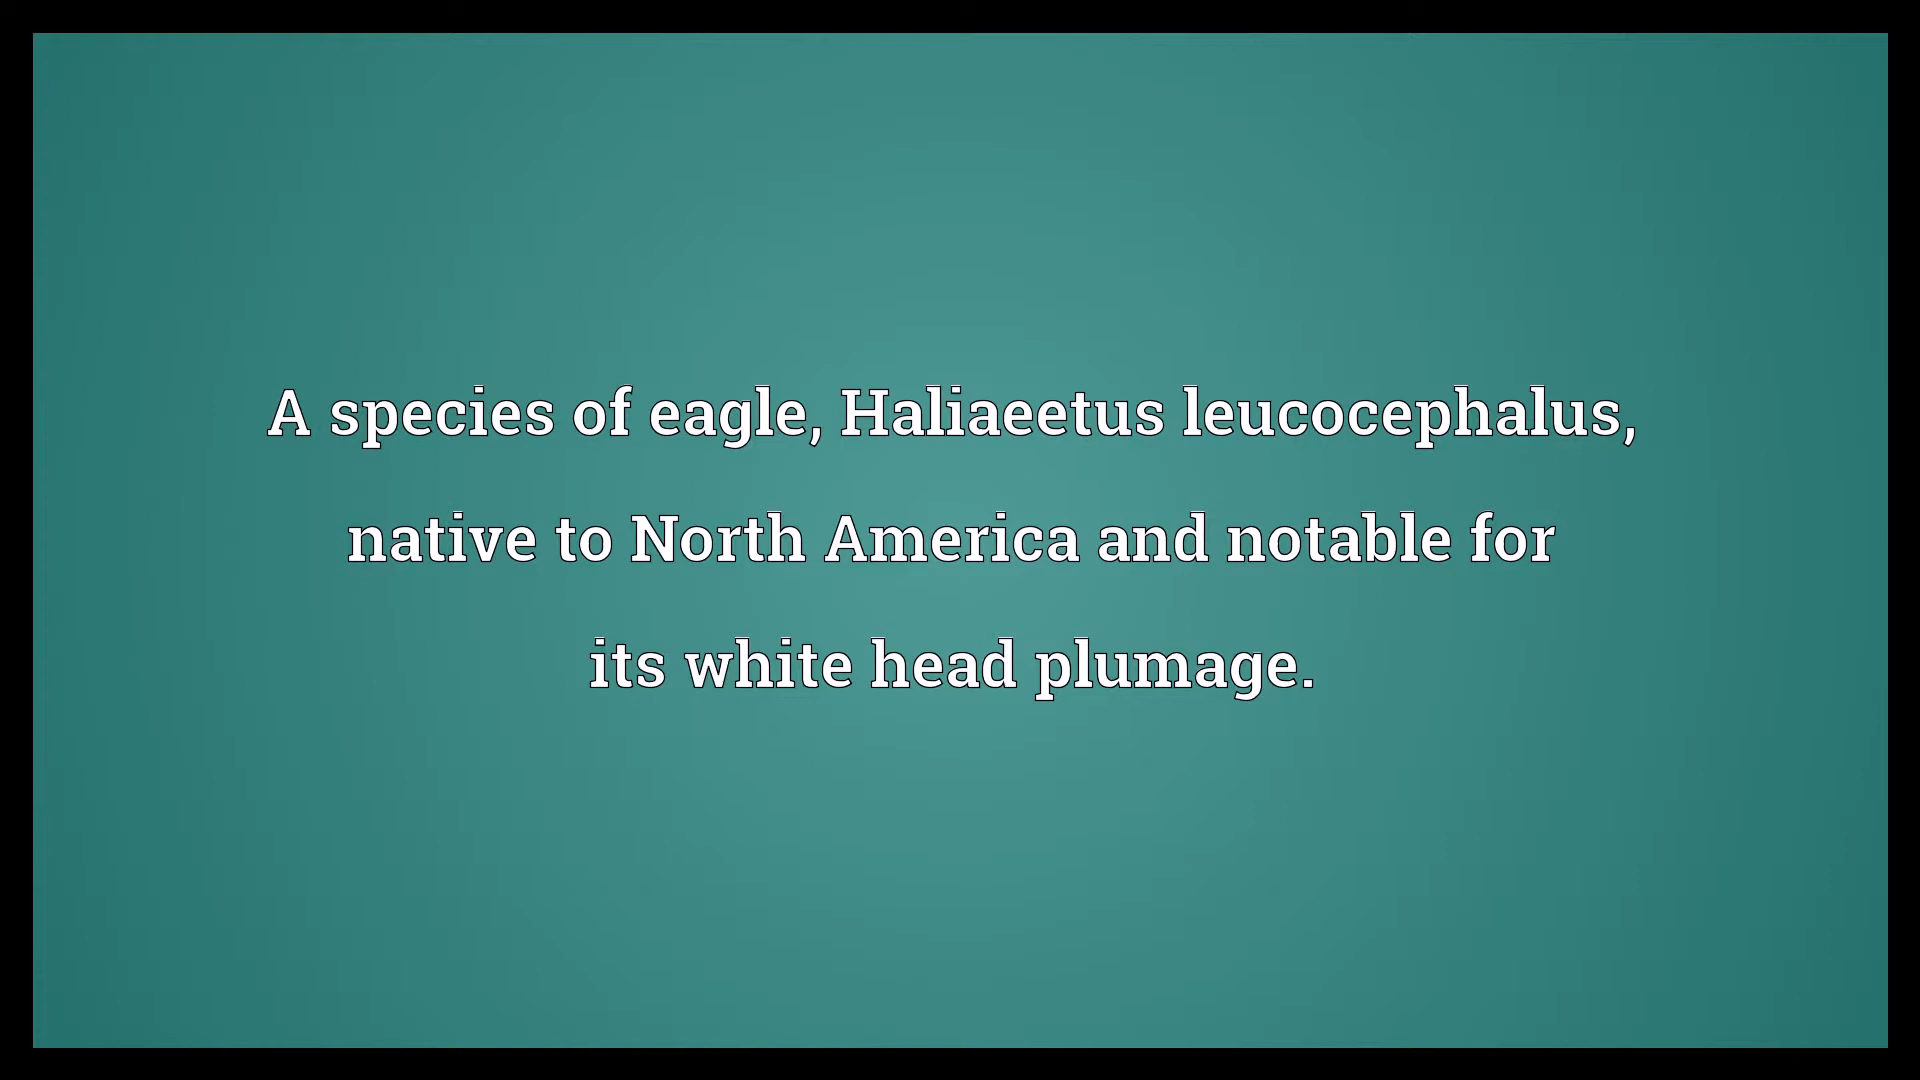 A species of eagle, Haliaeetus leucocephalus,
native to North America and notable for
its white head plumage.